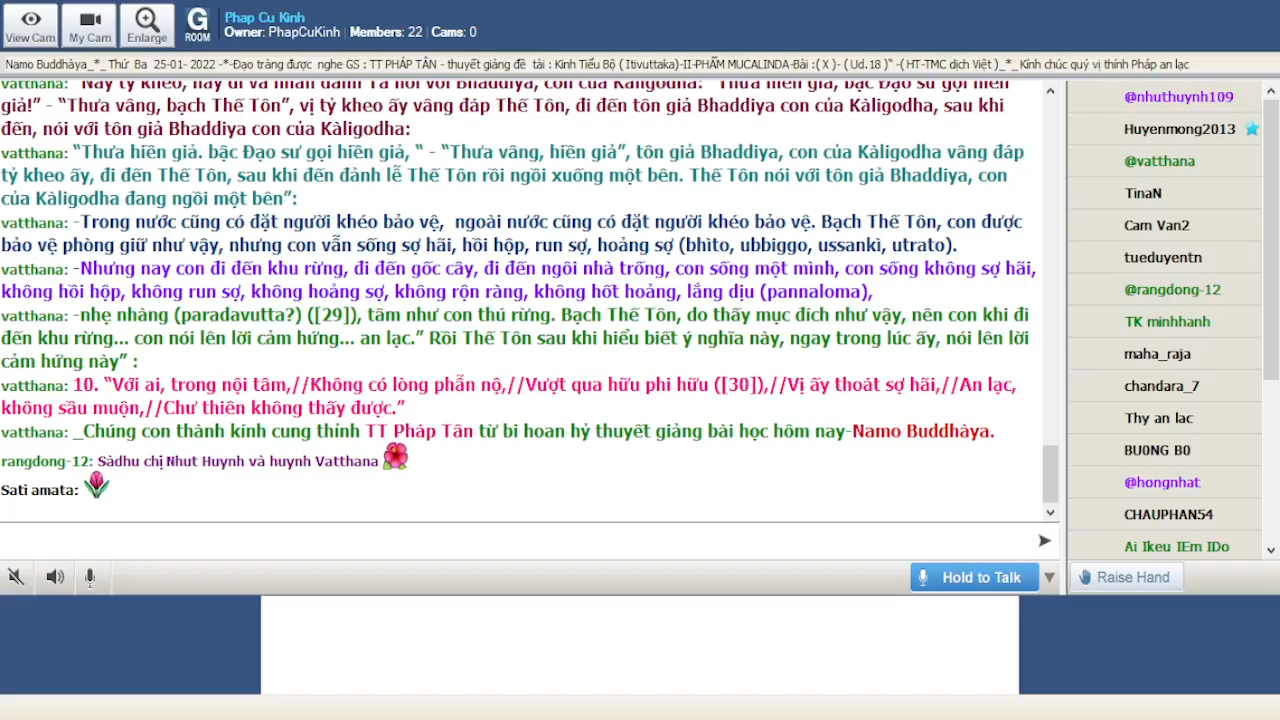 View Cam
My Cam
Enlarge
G
ROOM
Phap Cu Kinh
Owner: PhapCuKinh | Members: 22 | Cams: 0
Namo Buddhàya_*_ Thứ Ba 25-01- 2022 -*-Đạo tràng được nghe GS : TT PHÁP TÂN - thuyết giảng đề tài : Kinh Tiểu Bộ ( Itivuttaka)-II-PHẨM MUCALINDA-Bài :( X )- ( Ud.18 )" -( HT-TMC dịch Việt )_*_ Kính chúc quý vị thính Pháp an lạc
giả!” - “Thưa vâng, bạch Thế Tôn”, vị tỷ kheo ấy vâng đáp Thế Tôn, đi đến tôn giả Bhaddiya con của Kàligodha, sau khi
đến, nói với tôn giả Bhaddiya con của Kàligodha:
vatthana: “Thưa hiền giả. bậc Đạo sư gọi hiền giả, “ - “Thưa vâng, hiền giả”, tôn giả Bhaddiya, con của Kàligodha vâng đáp
tỷ kheo ấy, đi đến Thế Tôn, sau khi đến đảnh lễ Thế Tôn rồi ngồi xuống một bên. Thế Tôn nói với tôn giả Bhaddiya, con
của Kàligodha đang ngồi một bên”:
vatthana: -Trong nước cũng có đặt người khéo bảo vệ, ngoài nước cũng có đặt người khéo bảo vệ. Bạch Thế Tôn, con được
bảo vệ phòng giữ như vậy, nhưng con vẫn sống sợ hãi, hồi hộp, run sợ, hoảng sợ (bhìto, ubbiggo, ussankì, utrato).
vatthana: -Nhưng nay con đi đến khu rừng, đi đến gốc cây, đi đến ngôi nhà trống, con sống một mình, con sống không sợ hãi,
không hồi hộp, không run sợ, không hoảng sợ, không rộn ràng, không hốt hoảng, lắng dịu (pannaloma),
vatthana: -nhẹ nhàng (paradavutta?) ([29]), tâm như con thú rừng. Bạch Thế Tôn, do thấy mục đích như vậy, nên con khi đi
đến khu rừng... con nói lên lời cảm hứng... an lạc.” Rồi Thế Tôn sau khi hiểu biết ý nghĩa này, ngay trong lúc ấy, nói lên lời
cảm hứng này” :
vatthana: 10. “Với ai, trong nội tâm,//Không có lòng phẫn nộ,//Vượt qua hữu phi hữu ([30]),//Vị ấy thoát sợ hãi,//An lạc,
không sầu muộn,//Chư thiên không thấy được.”
vatthana: _Chúng con thành kính cung thỉnh TT Pháp Tân từ bi hoan hỷ thuyết giảng bài học hôm nay-Namo Buddhàya.
rangdong-12: Sàdhu chị Nhut Huynh và huynh Vatthana
Sati amata:
Hold to Talk
@nhuthuynh109
Huyenmong2013
@vatthana
TinaN
Cam Van2
tueduyentn
@rangdong-12
TK minhhanh
maha_raja
chandara_7
Thy an lac
BU0NG B0
@hongnhat
CHAUPHAN54
Ai Ikeu IEm IDo
Raise Hand